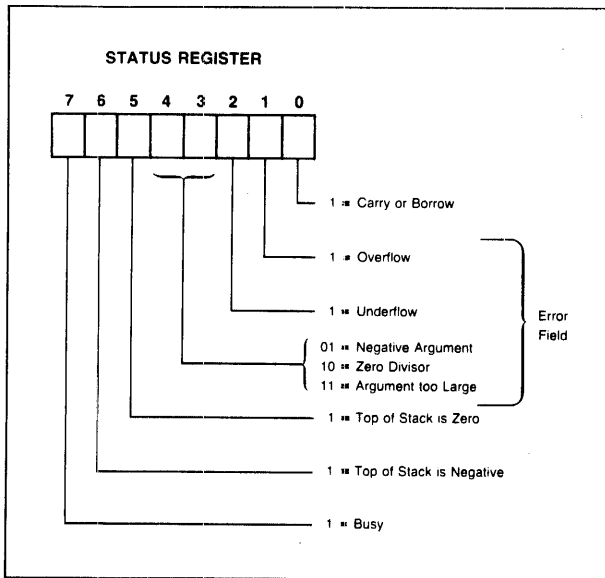 STATUS REGISTER
7 6 5 4 3 2 1 0
1 = Carry or Borrow
1 = Overflow
1 = Underflow
01 = Negative Argument
10 = Zero Divisor
11 = Argument too Large
Error
Field
1 = Top of Stack is Zero
1 = Top of Stack is Negative
1 = Busy